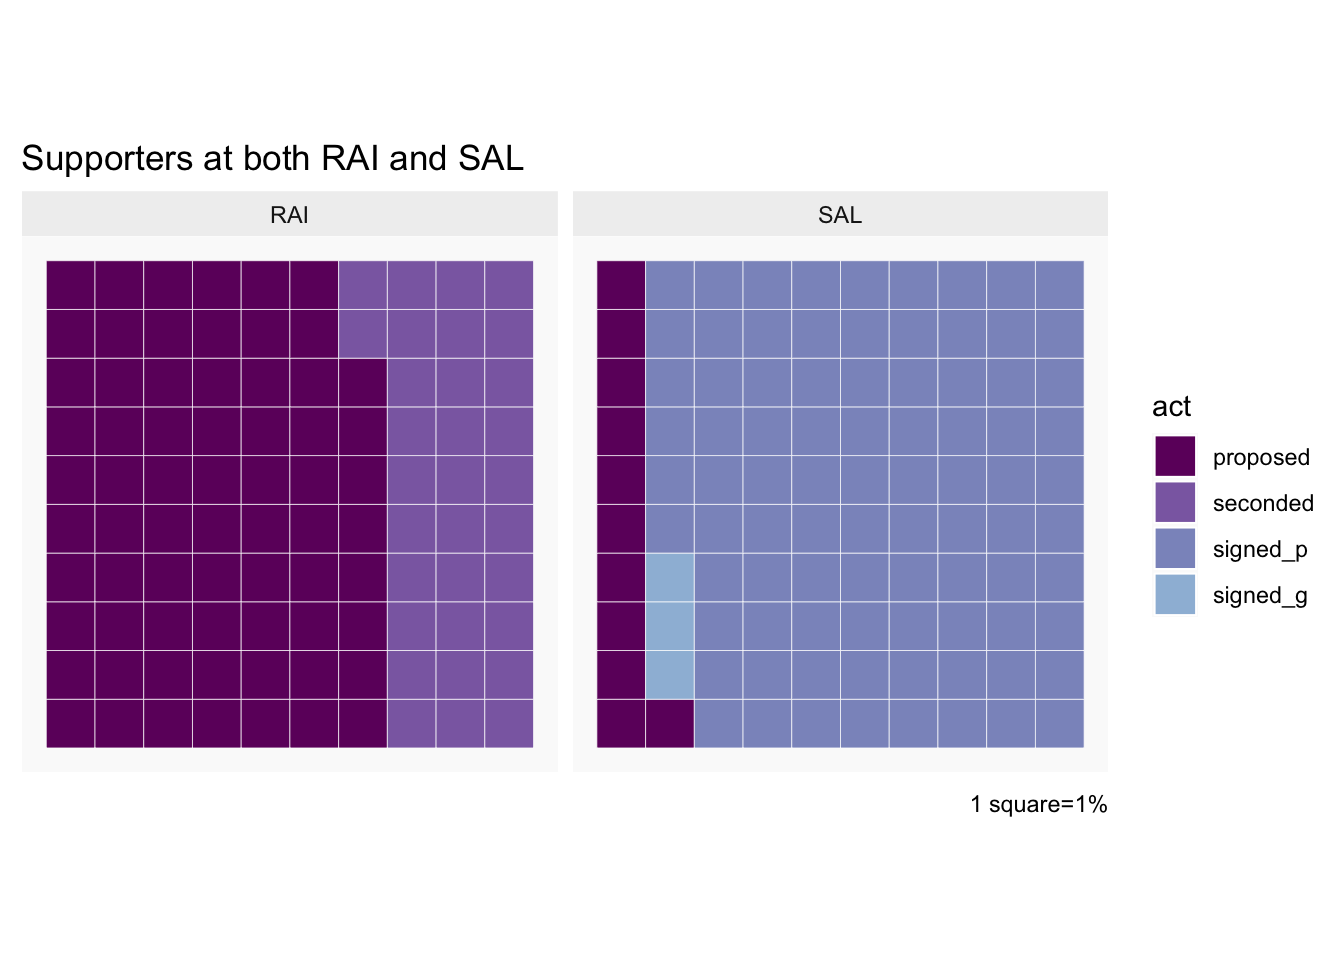 Supporters at both RAI and SAL
RAI
SAL
act
proposed
seconded
signed_p
signed_g
1 square=1%